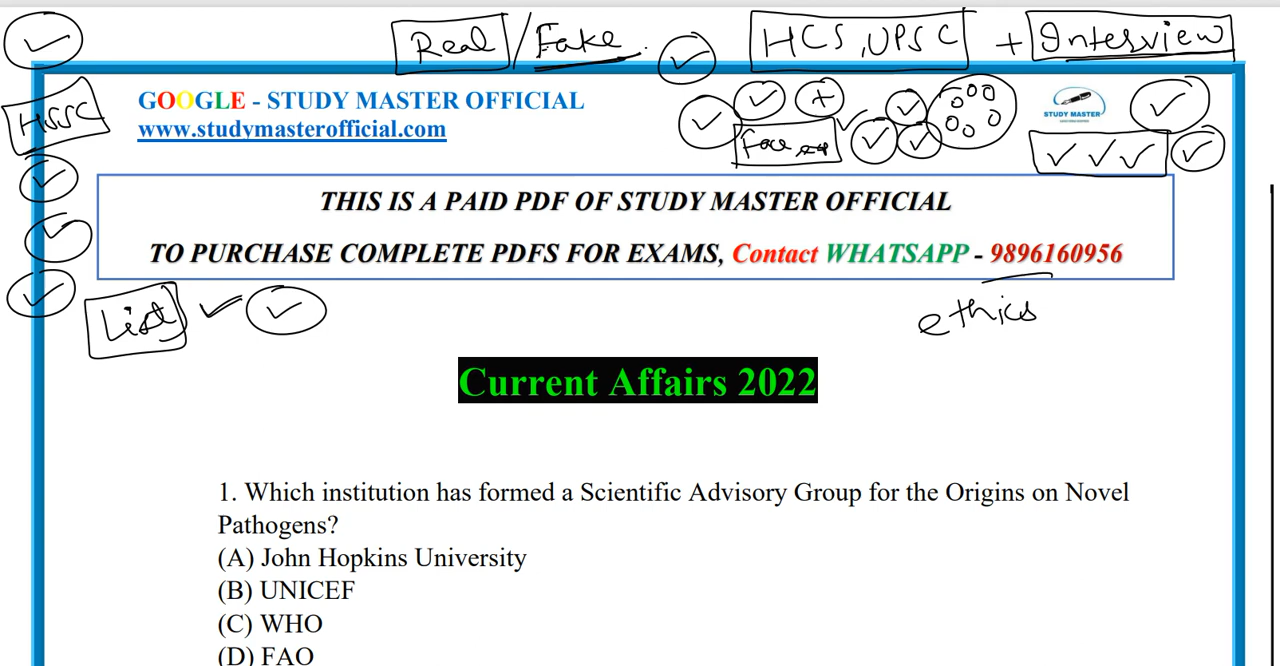 Real / Fake. HCS, UPSC + Interview
HSSC
GOOGLE - STUDY MASTER OFFICIAL
www.studymasterofficial.com
Face
STUDY MASTER
THIS IS A PAID PDF OF STUDY MASTER OFFICIAL
TO PURCHASE COMPLETE PDFS FOR EXAMS, Contact WHATSAPP - 9896160956
List
ethics
Current Affairs 2022
1. Which institution has formed a Scientific Advisory Group for the Origins on Novel
Pathogens?
(A) John Hopkins University
(B) UNICEF
(C) WHO
(D) FAO